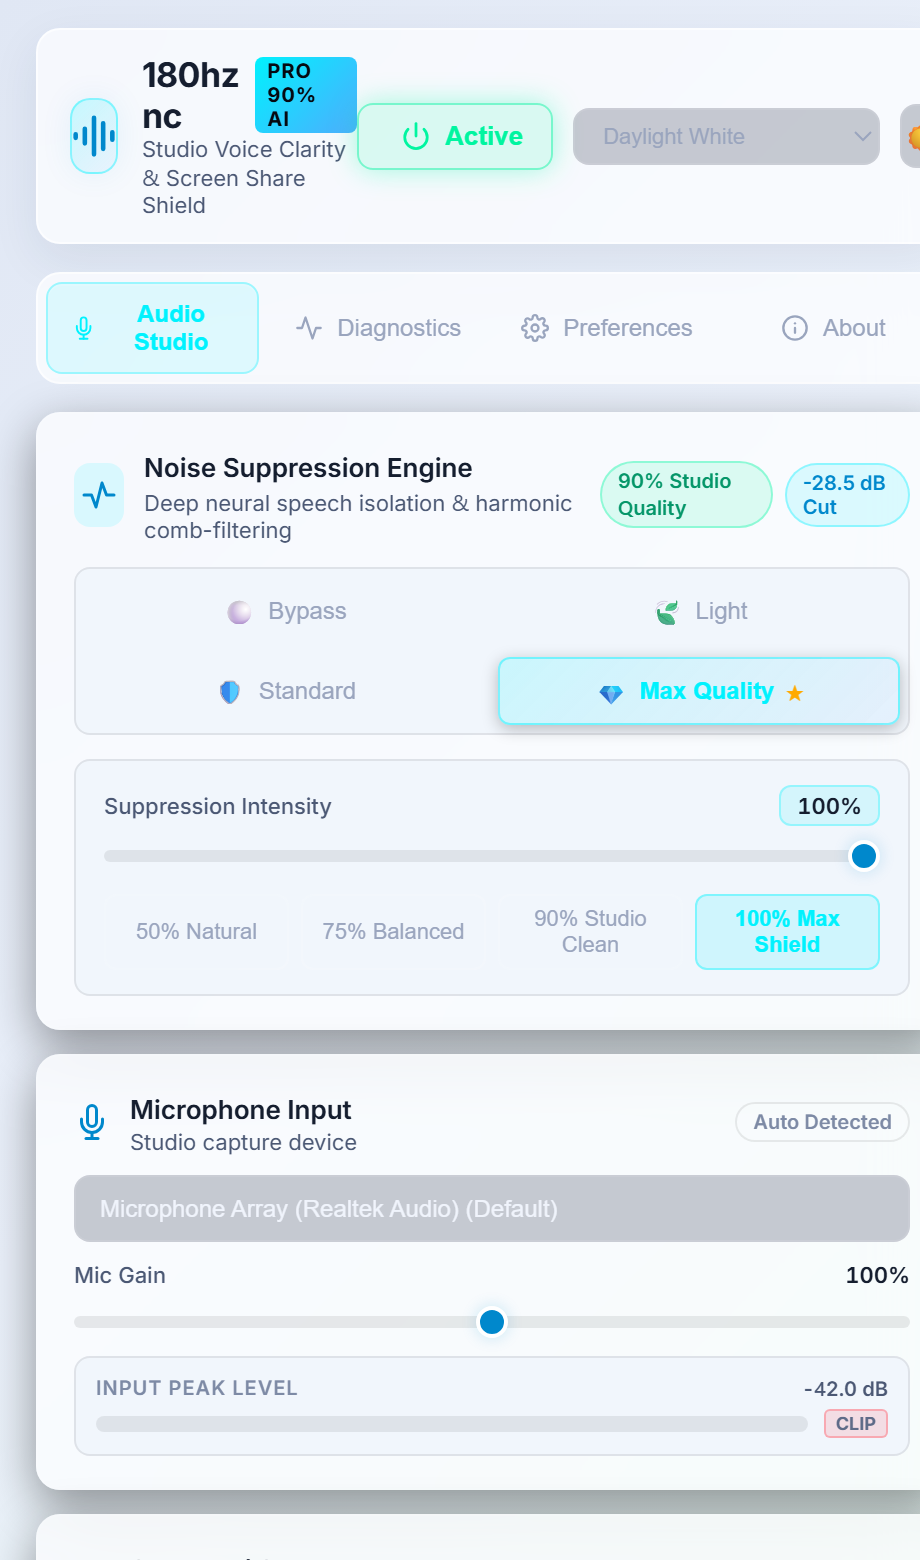 180hz
nc
PRO
90%
AI
Studio Voice Clarity
& Screen Share
Shield
Active
Daylight White
Audio
Studio
Diagnostics
Preferences
About
Noise Suppression Engine
Deep neural speech isolation & harmonic
comb-filtering
90% Studio
Quality
-28.5 dB
Cut
Bypass
Light
Standard
Max Quality
Suppression Intensity
100%
50% Natural
75% Balanced
90% Studio
Clean
100% Max
Shield
Microphone Input
Studio capture device
Auto Detected
Microphone Array (Realtek Audio) (Default)
Mic Gain
100%
INPUT PEAK LEVEL
-42.0 dB
CLIP